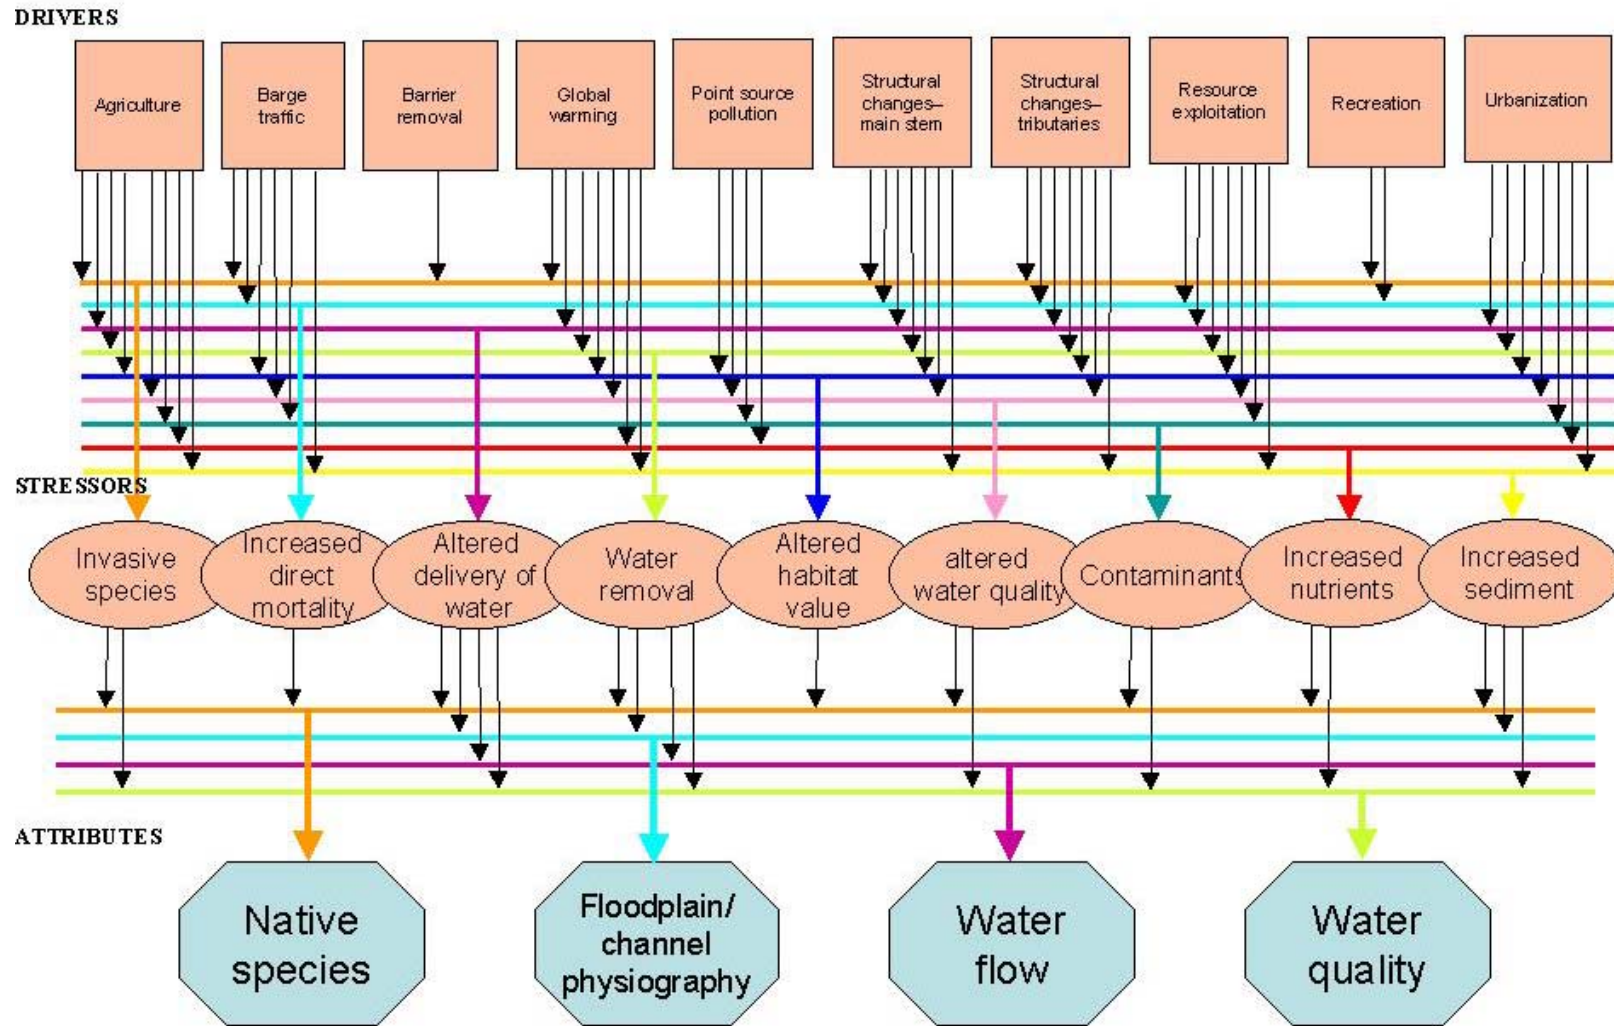 DRIVERS
Agriculture
Barge
traffic
Barrier
removal
Global
warming
Point source
pollution
Structural
changes–
main stem
Structural
changes–
tributaries
Resource
exploitation
Recreation
Urbanization
STRESSORS
Invasive
species
Increased
direct
mortality
Altered
delivery of
water
Water
removal
Altered
habitat
value
altered
water quality
Contaminants
Increased
nutrients
Increased
sediment
ATTRIBUTES
Native
species
Floodplain/
channel
physiography
Water
flow
Water
quality